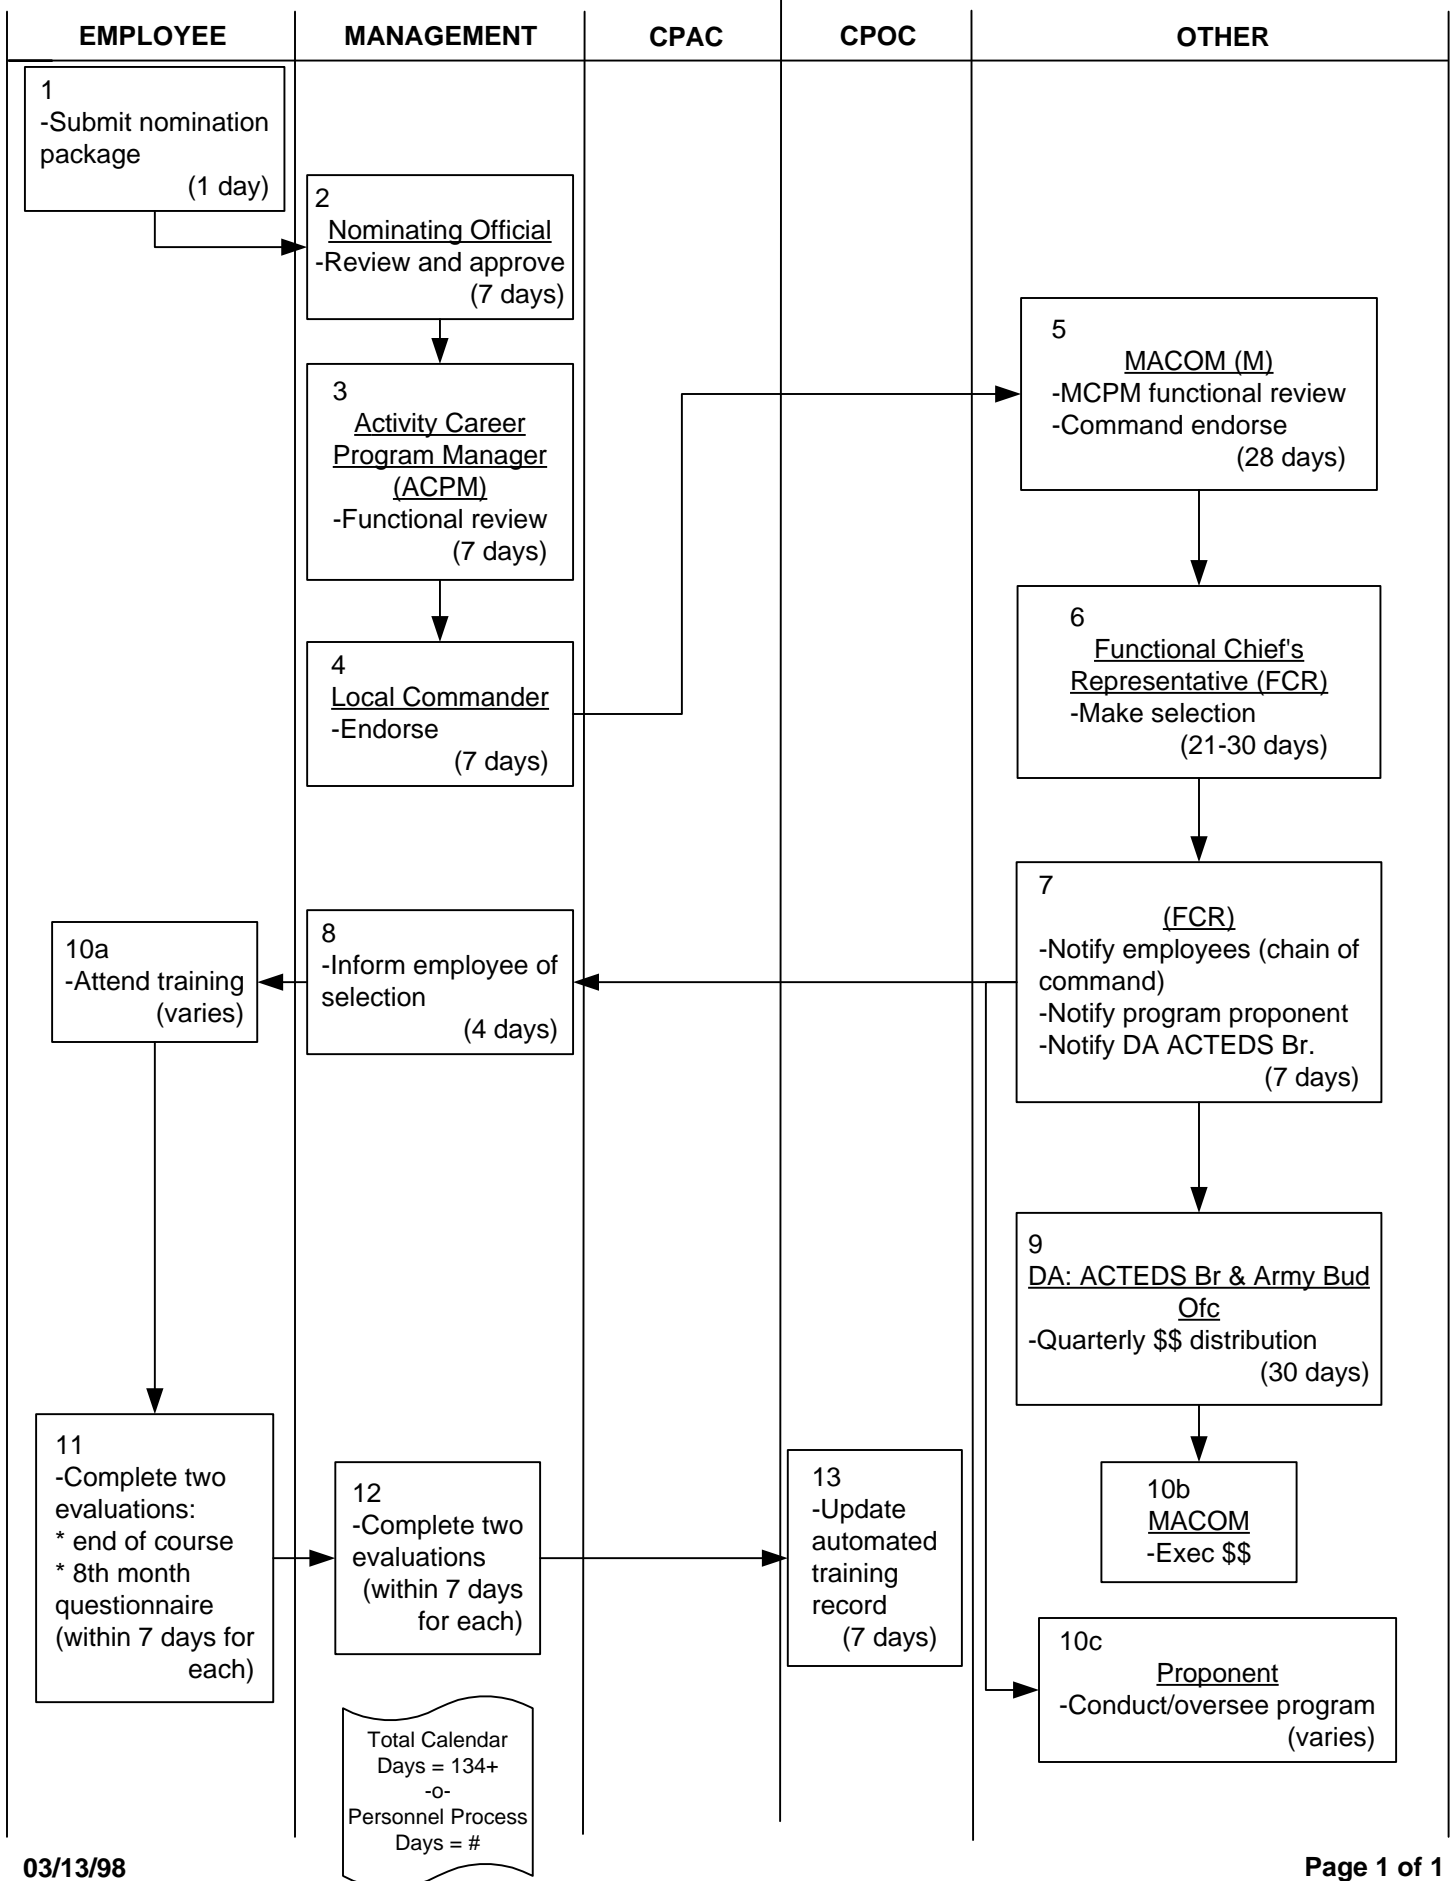 EMPLOYEE MANAGEMENT CPAC CPOC OTHER
1
-Submit nomination
package
(1 day)
2
Nominating Official
-Review and approve
(7 days)
3
Activity Career
Program Manager
(ACPM)
-Functional review
(7 days)
4
Local Commander
-Endorse
(7 days)
5
MACOM (M)
-MCPM functional review
-Command endorse
(28 days)
6
Functional Chief's
Representative (FCR)
-Make selection
(21-30 days)
7
(FCR)
-Notify employees (chain of
command)
-Notify program proponent
-Notify DA ACTEDS Br.
(7 days)
8
-Inform employee of
selection
(4 days)
9
DA: ACTEDS Br & Army Bud
Ofc
-Quarterly $$ distribution
(30 days)
10a
-Attend training
(varies)
10b
MACOM
-Exec $$
10c
Proponent
-Conduct/oversee program
(varies)
11
-Complete two
evaluations:
* end of course
* 8th month
questionnaire
(within 7 days for
each)
12
-Complete two
evaluations
(within 7 days
for each)
13
-Update
automated
training
record
(7 days)
Total Calendar
Days = 134+
-o-
Personnel Process
Days = #
03/13/98
Page 1 of 1